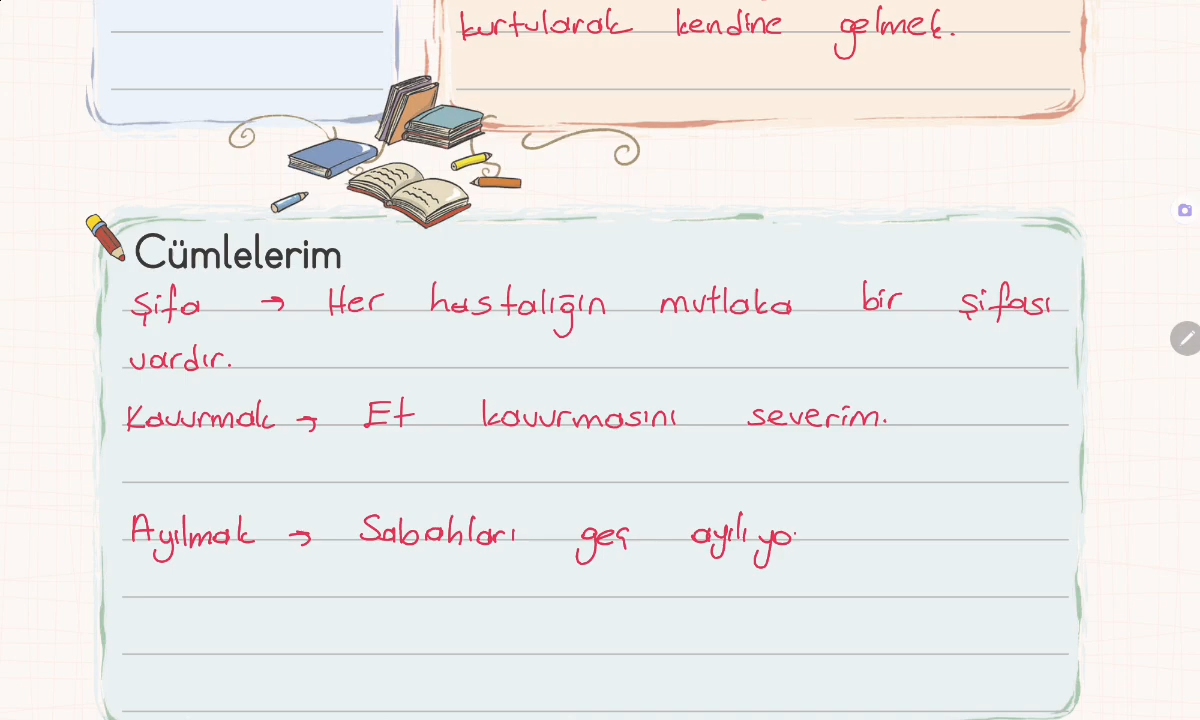 kurtularak kendine gelmek.
Cümlelerim
Şifa → Her hastalığın mutlaka bir şifası
vardır.
Kavurmak → Et kavurmasını severim.
Ayılmak → Sabahları geç ayılıyo